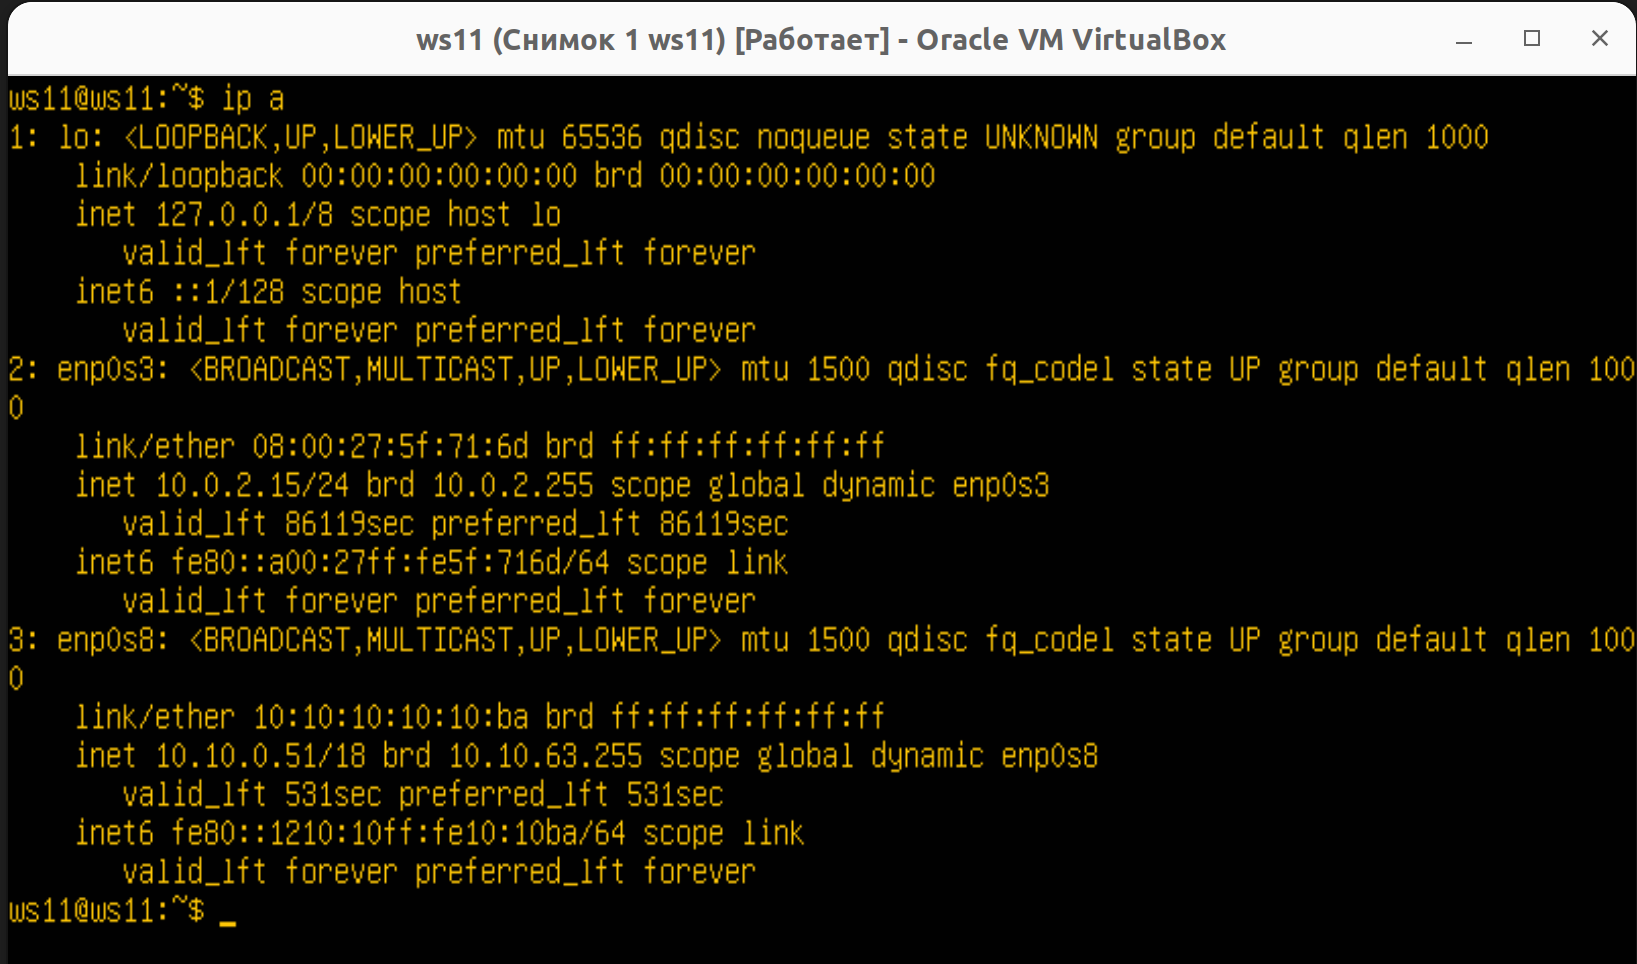 ws11 (Снимок 1 ws11) [Работает] - Oracle VM VirtualBox
ws11@ws11:~$ ip a
1: lo: <LOOPBACK,UP,LOWER_UP> mtu 65536 qdisc noqueue state UNKNOWN group default qlen 1000
    link/loopback 00:00:00:00:00:00 brd 00:00:00:00:00:00
    inet 127.0.0.1/8 scope host lo
       valid_lft forever preferred_lft forever
    inet6 ::1/128 scope host
       valid_lft forever preferred_lft forever
2: enp0s3: <BROADCAST,MULTICAST,UP,LOWER_UP> mtu 1500 qdisc fq_codel state UP group default qlen 100
0
    link/ether 08:00:27:5f:71:6d brd ff:ff:ff:ff:ff:ff
    inet 10.0.2.15/24 brd 10.0.2.255 scope global dynamic enp0s3
       valid_lft 86119sec preferred_lft 86119sec
    inet6 fe80::a00:27ff:fe5f:716d/64 scope link
       valid_lft forever preferred_lft forever
3: enp0s8: <BROADCAST,MULTICAST,UP,LOWER_UP> mtu 1500 qdisc fq_codel state UP group default qlen 100
0
    link/ether 10:10:10:10:10:ba brd ff:ff:ff:ff:ff:ff
    inet 10.10.0.51/18 brd 10.10.63.255 scope global dynamic enp0s8
       valid_lft 531sec preferred_lft 531sec
    inet6 fe80::1210:10ff:fe10:10ba/64 scope link
       valid_lft forever preferred_lft forever
ws11@ws11:~$ _